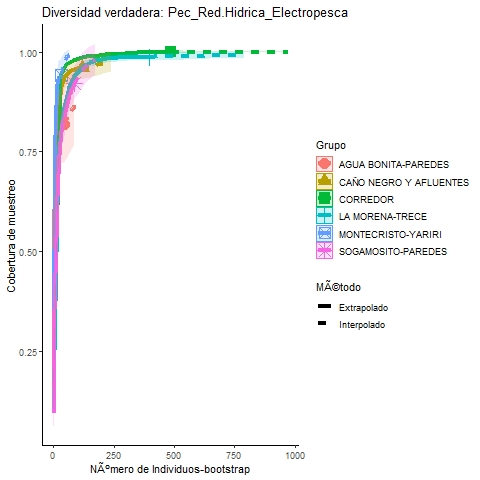 Diversidad verdadera: Pec_Red.Hidrica_Electropesca
1.00
0.75
0.50
0.25
Cobertura de muestreo
0
250
500
750
1000
NÃºmero de Individuos-bootstrap
Grupo
AGUA BONITA-PAREDES
CAÑO NEGRO Y AFLUENTES
CORREDOR
LA MORENA-TRECE
MONTECRISTO-YARIRI
SOGAMOSITO-PAREDES
MÃ©todo
Extrapolado
Interpolado